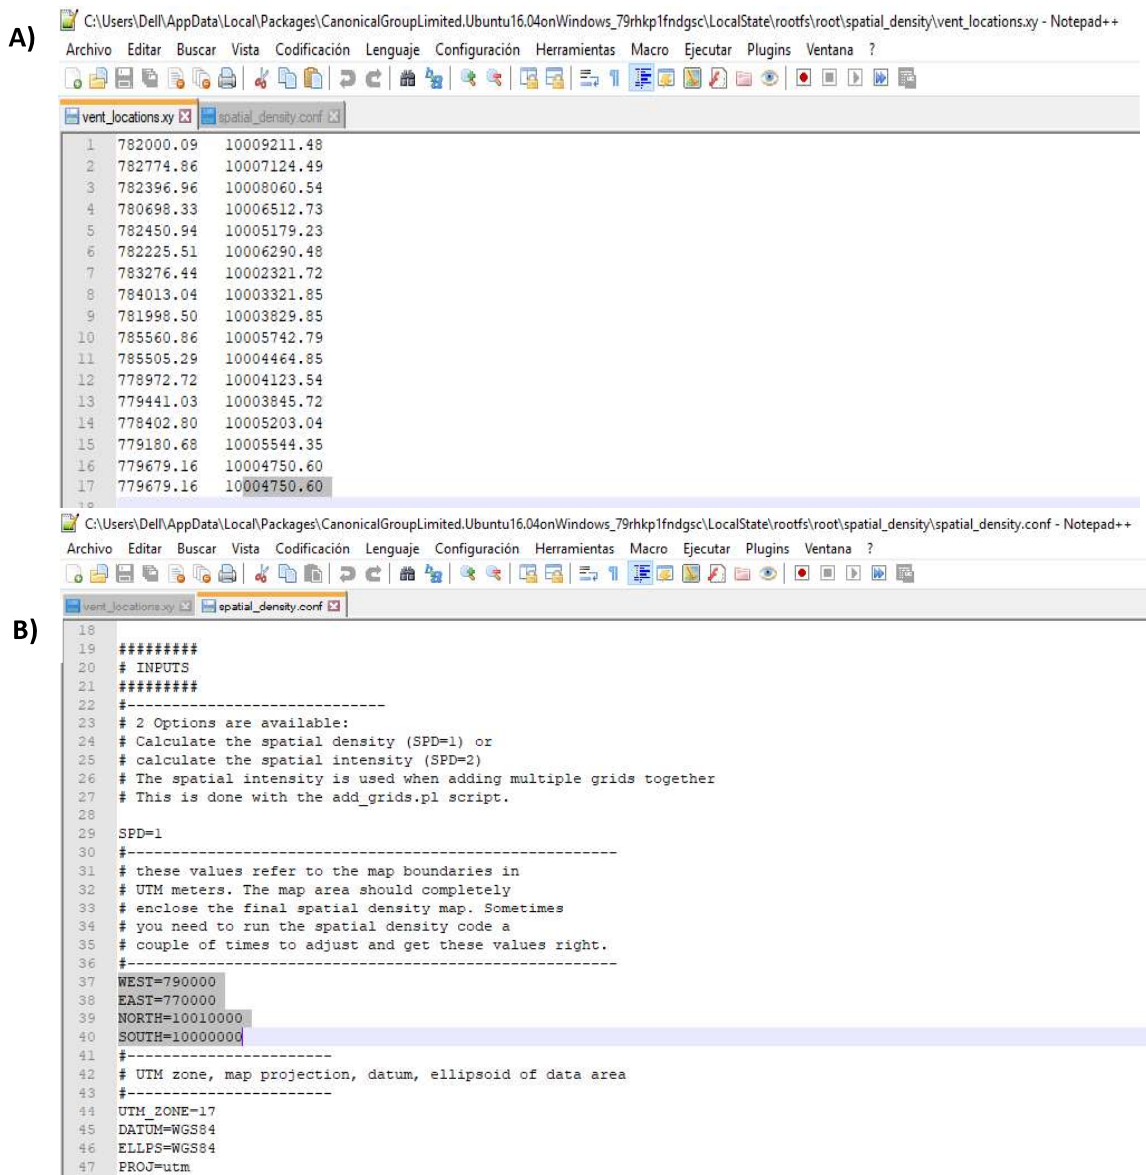 A)
C:\Users\Dell\AppData\Local\Packages\CanonicalGroupLimited.Ubuntu16.04onWindows_79rhkp1fndgsc\LocalState\rootfs\root\spatial_density\vent_locations.xy - Notepad++
Archivo Editar Buscar Vista Codificación Lenguaje Configuración Herramientas Macro Ejecutar Plugins Ventana ?
vent_locations.xy spatial_density.conf
1 782000.09 10009211.48
2 782774.86 10007124.49
3 782396.96 10008060.54
4 780698.33 10006512.73
5 782450.94 10005179.23
6 782225.51 10006290.48
7 783276.44 10002321.72
8 784013.04 10003321.85
9 781998.50 10003829.85
10 785560.86 10005742.79
11 785505.29 10004464.85
12 778972.72 10004123.54
13 779441.03 10003845.72
14 778402.80 10005203.04
15 779180.68 10005544.35
16 779679.16 10004750.60
17 779679.16 10004750.60
18
C:\Users\Dell\AppData\Local\Packages\CanonicalGroupLimited.Ubuntu16.04onWindows_79rhkp1fndgsc\LocalState\rootfs\root\spatial_density\spatial_density.conf - Notepad++
Archivo Editar Buscar Vista Codificación Lenguaje Configuración Herramientas Macro Ejecutar Plugins Ventana ?
vent_locations.xy spatial_density.conf
B)
18
19 #########
20 # INPUTS
21 #########
22 #-----------------------------
23 # 2 Options are available:
24 # Calculate the spatial density (SPD=1) or
25 # calculate the spatial intensity (SPD=2)
26 # The spatial intensity is used when adding multiple grids together
27 # This is done with the add_grids.pl script.
28
29 SPD=1
30 #-------------------------------------------------------
31 # these values refer to the map boundaries in
32 # UTM meters. The map area should completely
33 # enclose the final spatial density map. Sometimes
34 # you need to run the spatial density code a
35 # couple of times to adjust and get these values right.
36 #-------------------------------------------------------
37 WEST=790000
38 EAST=770000
39 NORTH=10010000
40 SOUTH=10000000
41 #-----------------------
42 # UTM zone, map projection, datum, ellipsoid of data area
43 #-----------------------
44 UTM_ZONE=17
45 DATUM=WGS84
46 ELLPS=WGS84
47 PROJ=utm